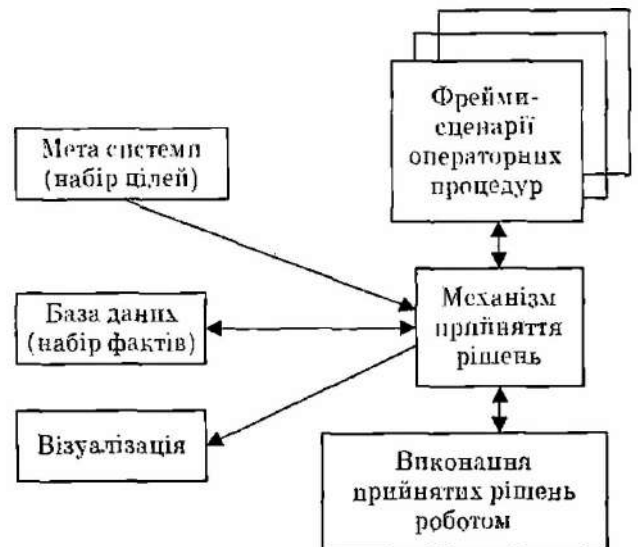 Фрейми-
сценарії
операторних
процедур
Мета системи
(набір цілей)
База даних
(набір фактів)
Механізм
прийняття
рішень
Візуалізація
Виконання
прийнятих рішень
роботом